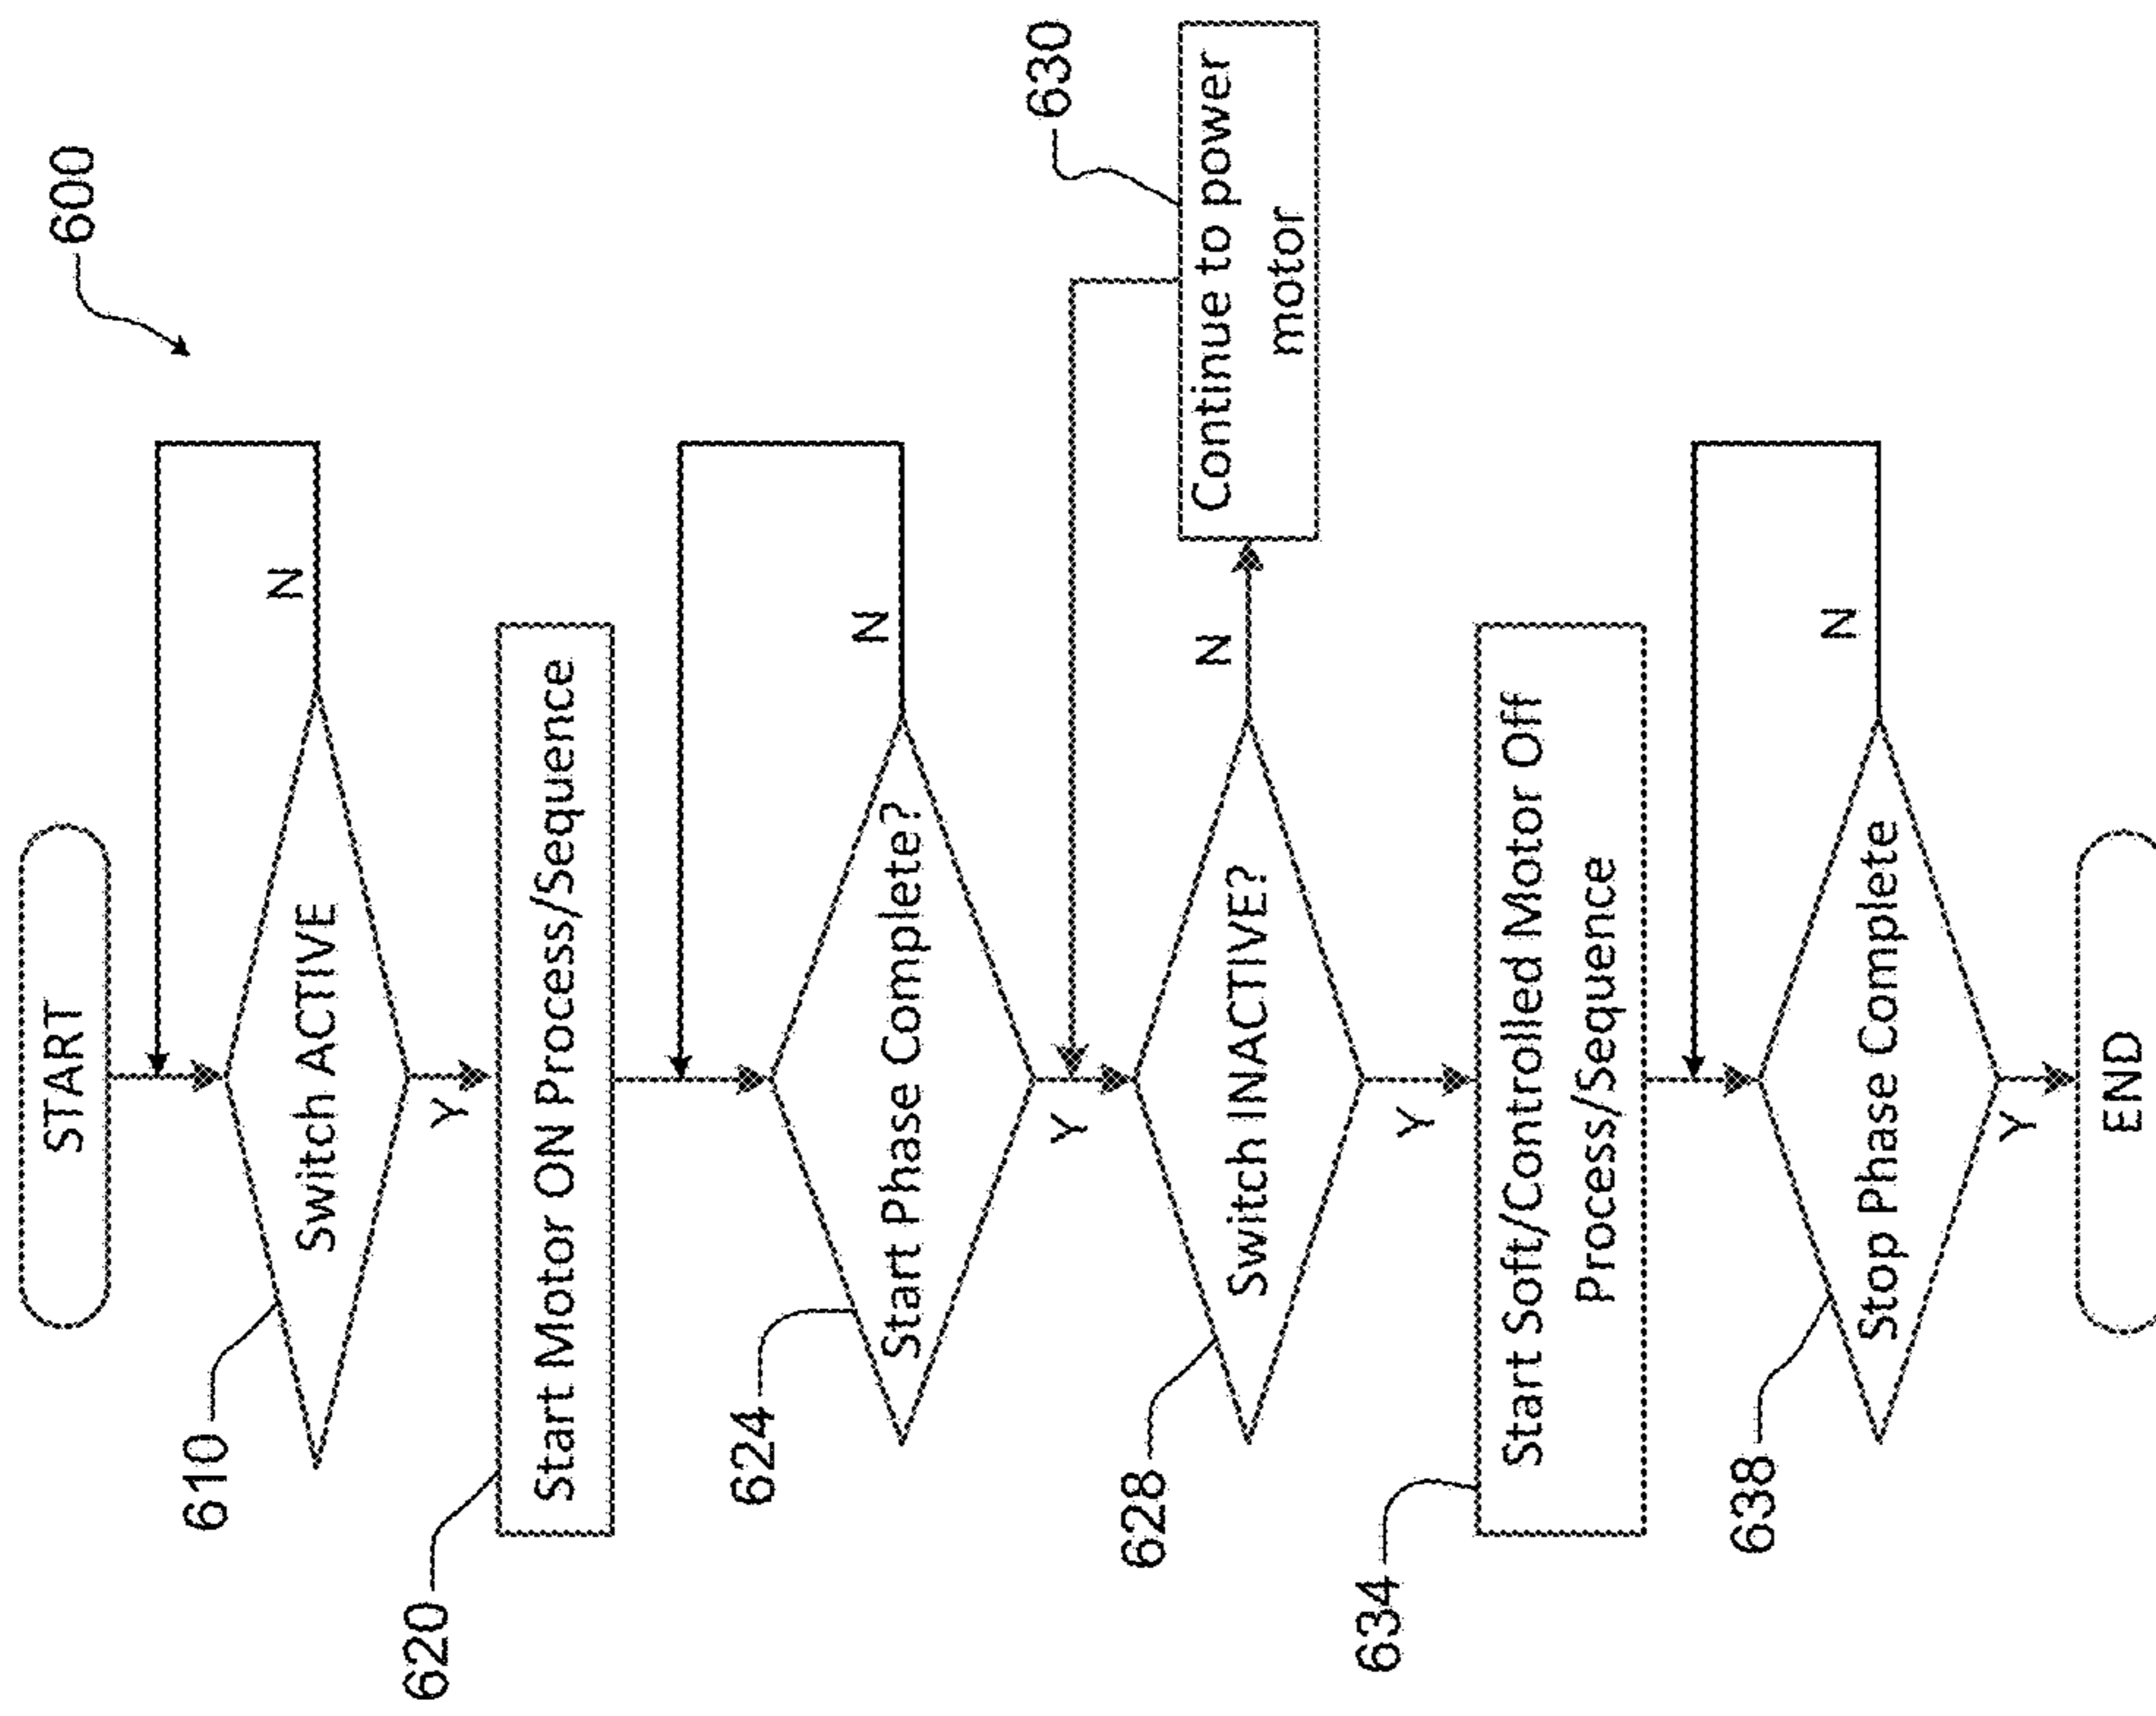 600
START
610
Switch ACTIVE
N
Y
620
Start Motor ON Process/Sequence
624
Start Phase Complete?
N
Y
628
Switch INACTIVE?
N
630
Continue to power
motor
Y
634
Start Soft/Controlled Motor Off
Process/Sequence
638
Stop Phase Complete
N
Y
END